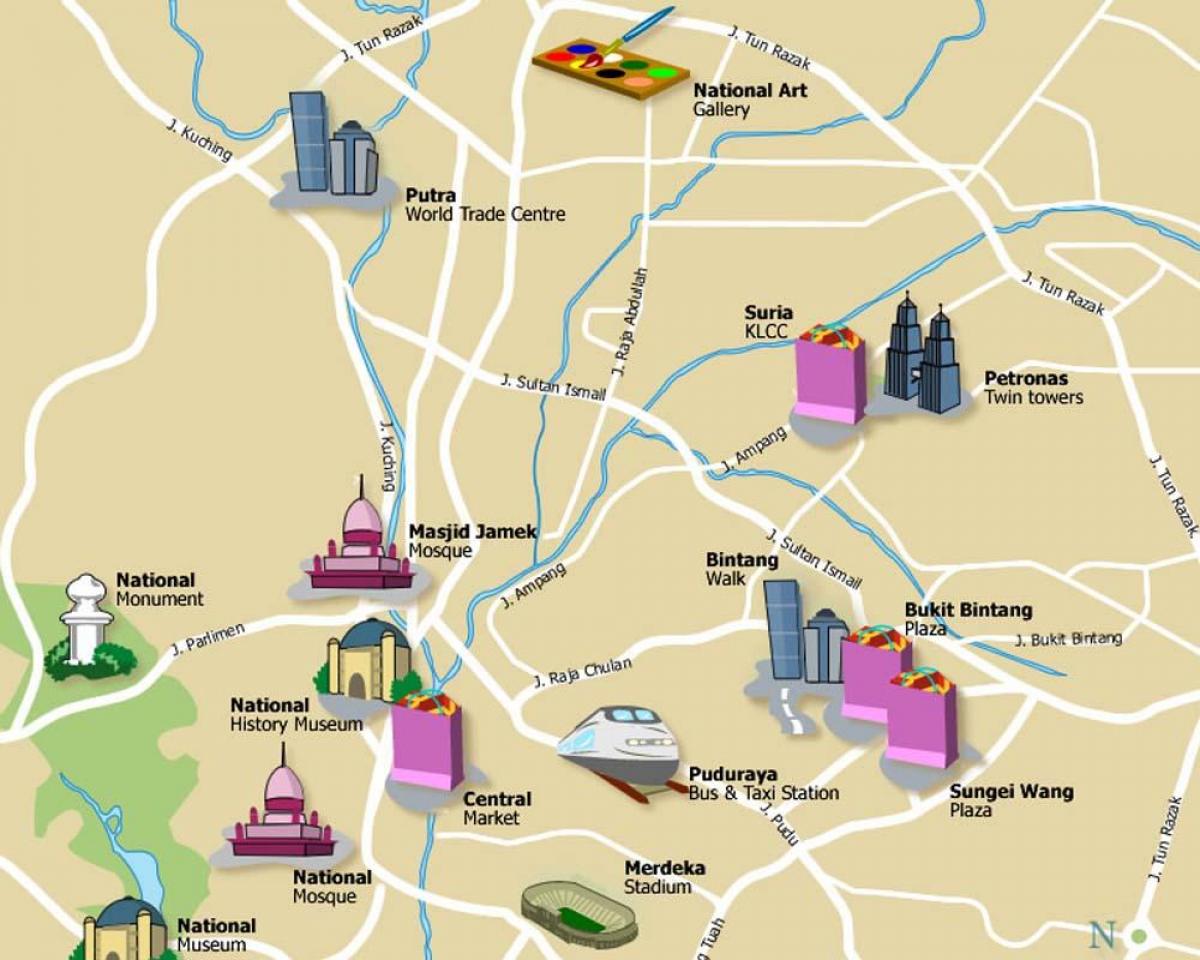 J. Tun Razak
J. Tun Razak
National Art
Gallery
J. Kuching
Putra
World Trade Centre
J. Raja Abdullah
J. Tun Razak
Suria
KLCC
Petronas
Twin towers
J. Sultan Ismail
J. Kuching
J. Ampang
J. Tun Razak
Masjid Jamek
Mosque
J. Sultan Ismail
Bintang
Walk
J. Ampang
National
Monument
Bukit Bintang
Plaza
J. Parlimen
J. Bukit Bintang
J. Raja Chulan
National
History Museum
Puduraya
Bus & Taxi Station
Sungei Wang
Plaza
Central
Market
J. Pudu
J. Tun Razak
National
Mosque
Merdeka
Stadium
National
Museum
Tuah
N